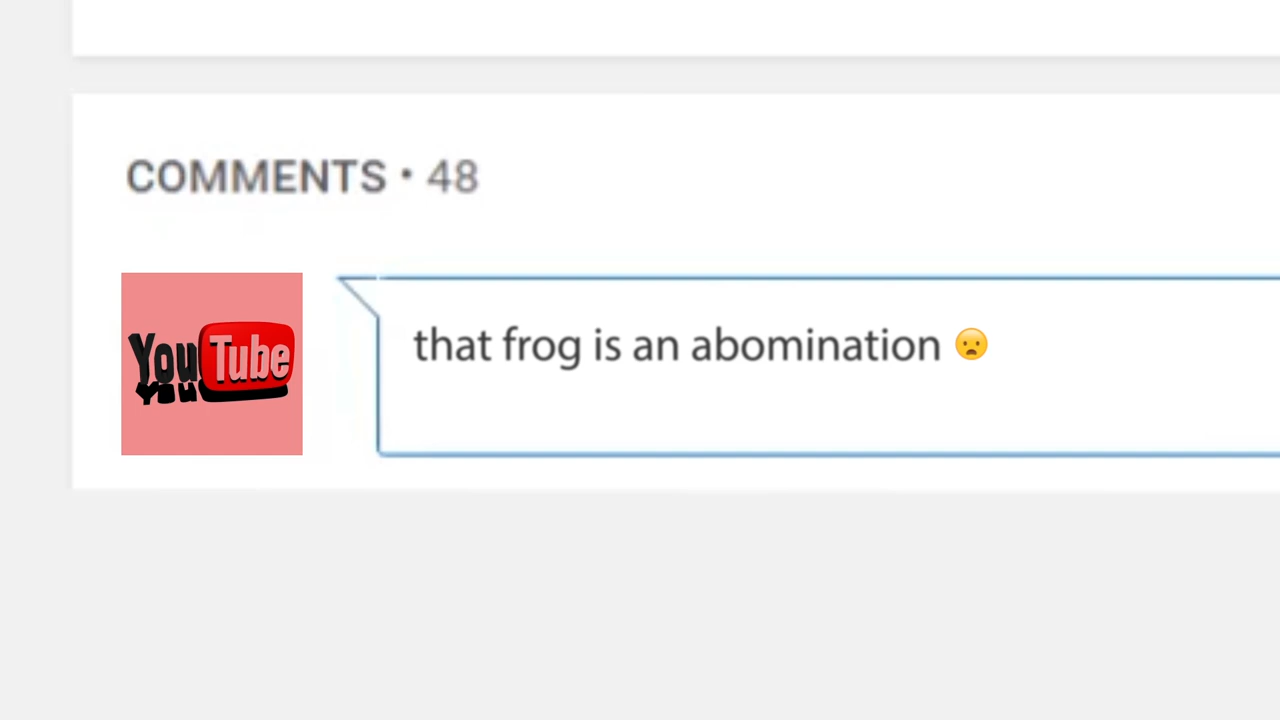 COMMENTS • 48
YouTube
You
that frog is an abomination 😦